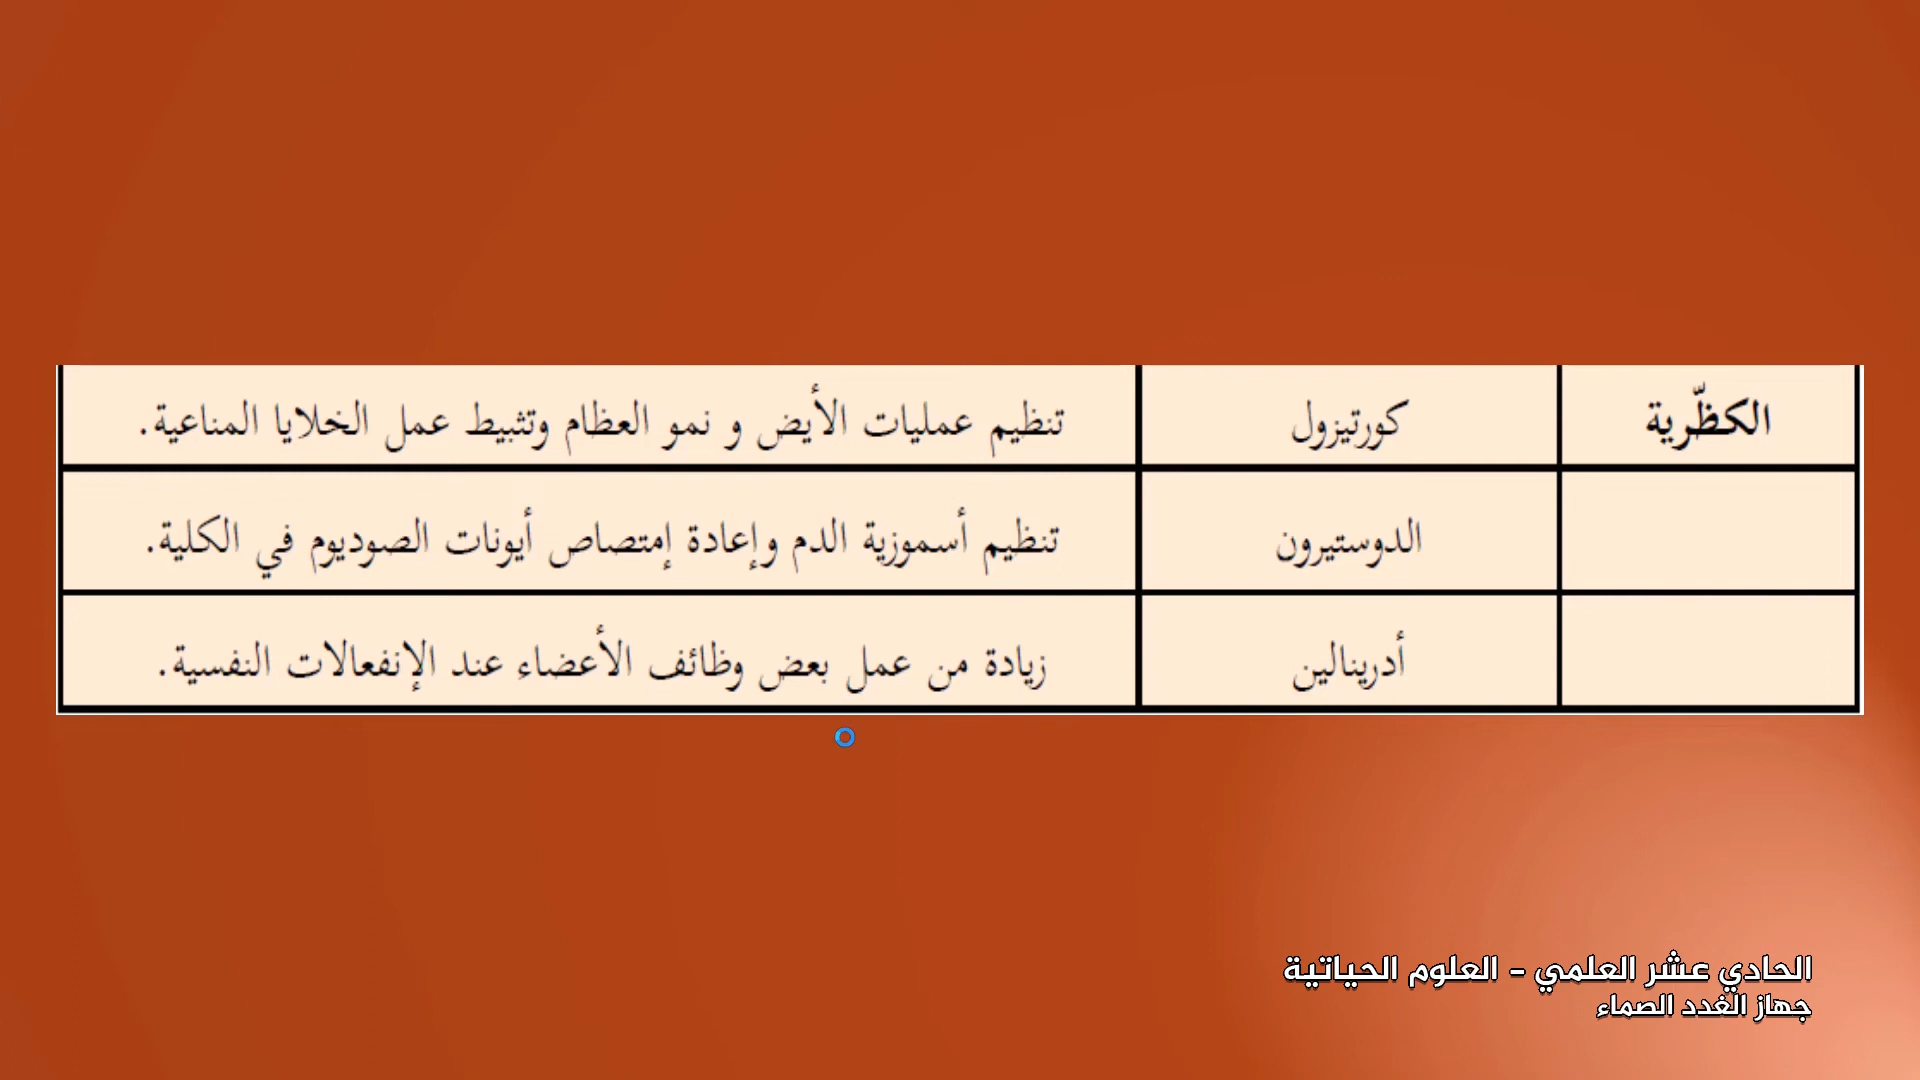 الكظّرية كورتيزول تنظيم عمليات الأيض و نمو العظام وتثبيط عمل الخلايا المناعية.
الدوستيرون تنظيم أسموزية الدم وإعادة إمتصاص أيونات الصوديوم في الكلية.
أدرينالين زيادة من عمل بعض وظائف الأعضاء عند الإنفعالات النفسية.
الحادي عشر العلمي - العلوم الحياتية
جهاز الغدد الصماء